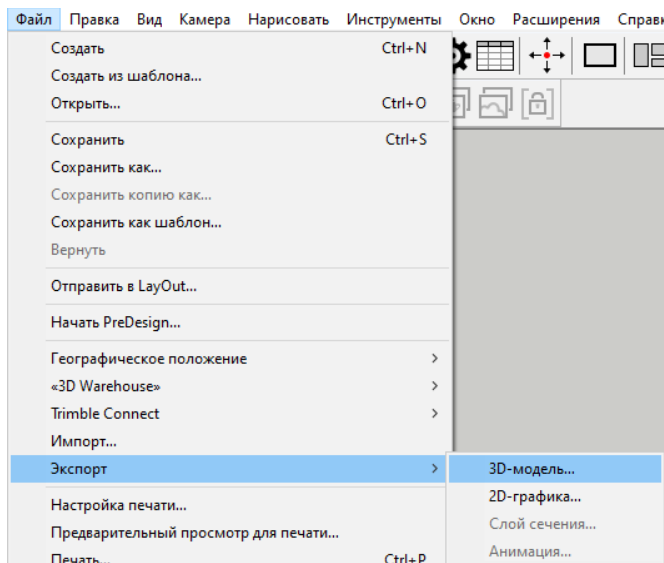 Файл Правка Вид Камера Нарисовать Инструменты Окно Расширения
Создать Ctrl+N
Создать из шаблона...
Открыть... Ctrl+O
Сохранить Ctrl+S
Сохранить как...
Сохранить копию как...
Сохранить как шаблон...
Вернуть
Отправить в LayOut...
Начать PreDesign...
Географическое положение
«3D Warehouse»
Trimble Connect
Импорт...
Экспорт
3D-модель...
2D-графика...
Настройка печати...
Слой сечения...
Предварительный просмотр для печати...
Анимация...
Печать... Ctrl+P